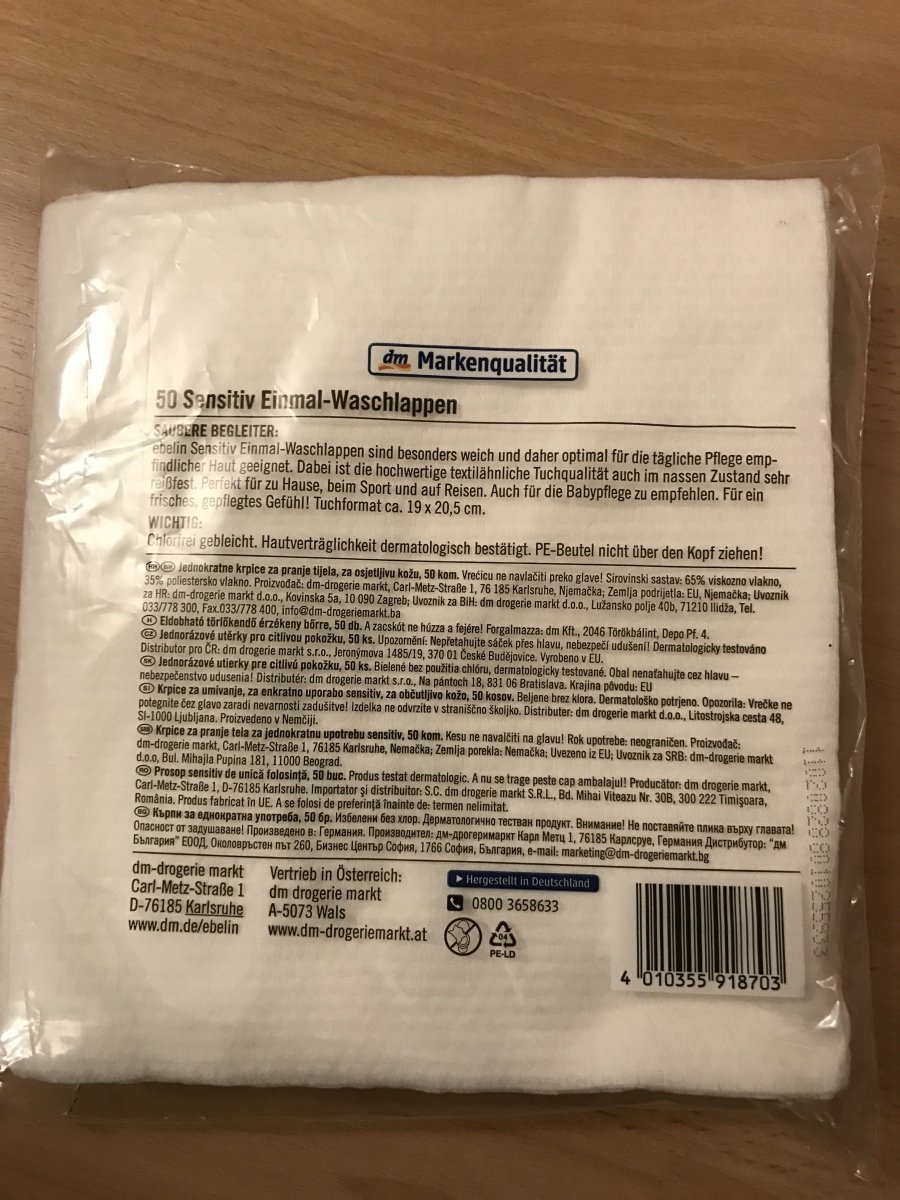 dm Markenqualität
50 Sensitiv Einmal-Waschlappen
SAUBERE BEGLEITER:
ebelin Sensitiv Einmal-Waschlappen sind besonders weich und daher optimal für die tägliche Pflege emp-
findlicher Haut geeignet. Dabei ist die hochwertige textilähnliche Tuchqualität auch im nassen Zustand sehr
reißfest. Perfekt für zu Hause, beim Sport und auf Reisen. Auch für die Babypflege zu empfehlen. Für ein
frisches, gepflegtes Gefühl! Tuchformat ca. 19 x 20,5 cm.
WICHTIG:
Chlorfrei gebleicht. Hautverträglichkeit dermatologisch bestätigt. PE-Beutel nicht über den Kopf ziehen!
HR BIH Jednokratne krpice za pranje tijela, za osjetljivu kožu, 50 kom. Vrećicu ne navlačiti preko glave! Sirovinski sastav: 65% viskozno vlakno,
35% poliestersko vlakno. Proizvođač: dm-drogerie markt, Carl-Metz-Straße 1, 76 185 Karlsruhe, Njemačka; Zemlja podrijetla: EU, Njemačka; Uvoznik
za HR: dm-drogerie markt d.o.o., Kovinska 5a, 10 090 Zagreb; Uvoznik za BiH: dm drogerie markt d.o.o., Lužansko polje 40b, 71210 Ilidža, Tel.
033/778 300, Fax.033/778 400, info@dm-drogeriemarkt.ba
H Eldobható törlőkendő érzékeny bőrre, 50 db. A zacskót ne húzza a fejére! Forgalmazza: dm Kft., 2046 Törökbálint, Depo Pf. 4.
CZ Jednorázové utěrky pro citlivou pokožku, 50 ks. Upozornění: Nepřetahujte sáček přes hlavu, nebezpečí udušení! Dermatologicky testováno
Distributor pro ČR: dm drogerie markt s.r.o., Jeronýmova 1485/19, 370 01 České Budějovice. Vyrobeno v EU.
SK Jednorázové utierky pre citlivú pokožku, 50 ks. Bielené bez použitia chlóru, dermatologicky testované. Obal nenaťahujte cez hlavu –
nebezpečenstvo udusenia! Distributér: dm drogerie markt s.r.o., Na pántoch 18, 831 06 Bratislava. Krajina pôvodu: EU
SI Krpice za umivanje, za enkratno uporabo sensitiv, za občutljivo kožo, 50 kosov. Beljene brez klora. Dermatološko potrjeno. Opozorila: Vrečke ne
potegnite čez glavo zaradi nevarnosti zadušitve! Izdelka ne odvrzite v straniščno školjko. Distributer: dm drogerie markt d.o.o., Litostrojska cesta 48,
SI-1000 Ljubljana. Proizvedeno v Nemčiji.
SRB Krpice za pranje tela za jednokratnu upotrebu sensitiv, 50 kom. Kesu ne navalčiti na glavu! Rok upotrebe: neograničen. Proizvođač:
dm-drogerie markt, Carl-Metz-Straße 1, 76185 Karlsruhe, Nemačka; Zemlja porekla: Nemačka; Uvezeno iz EU; Uvoznik za SRB: dm-drogerie markt
d.o.o, Bul. Mihajla Pupina 181, 11000 Beograd.
RO Prosop sensitiv de unică folosință, 50 buc. Produs testat dermatologic. A nu se trage peste cap ambalajul! Producător: dm drogerie markt,
Carl-Metz-Straße 1, D-76185 Karlsruhe. Importator și distribuitor: S.C. dm drogerie markt S.R.L., Bd. Mihai Viteazu Nr. 30B, 300 222 Timișoara,
România. Produs fabricat în UE. A se folosi de preferință înainte de: termen nelimitat.
BG Кърпи за еднократна употреба, 50 бр. Избелени без хлор. Дерматологично тестван продукт. Внимание! Не поставяйте плика върху главата!
Опасност от задушаване! Произведено в: Германия. Производител: дм-дрогеримаркт Карл Метц 1, 76185 Карлсруе, Германия Дистрибутор: "дм
България" ЕООД, Околовръстен път 260, Бизнес Център София, 1766 София, България, e-mail: marketing@dm-drogeriemarkt.bg
dm-drogerie markt
Carl-Metz-Straße 1
D-76185 Karlsruhe
www.dm.de/ebelin
Vertrieb in Österreich:
dm drogerie markt
A-5073 Wals
www.dm-drogeriemarkt.at
Hergestellt in Deutschland
0800 3658633
04
PE-LD
4 010355 918703